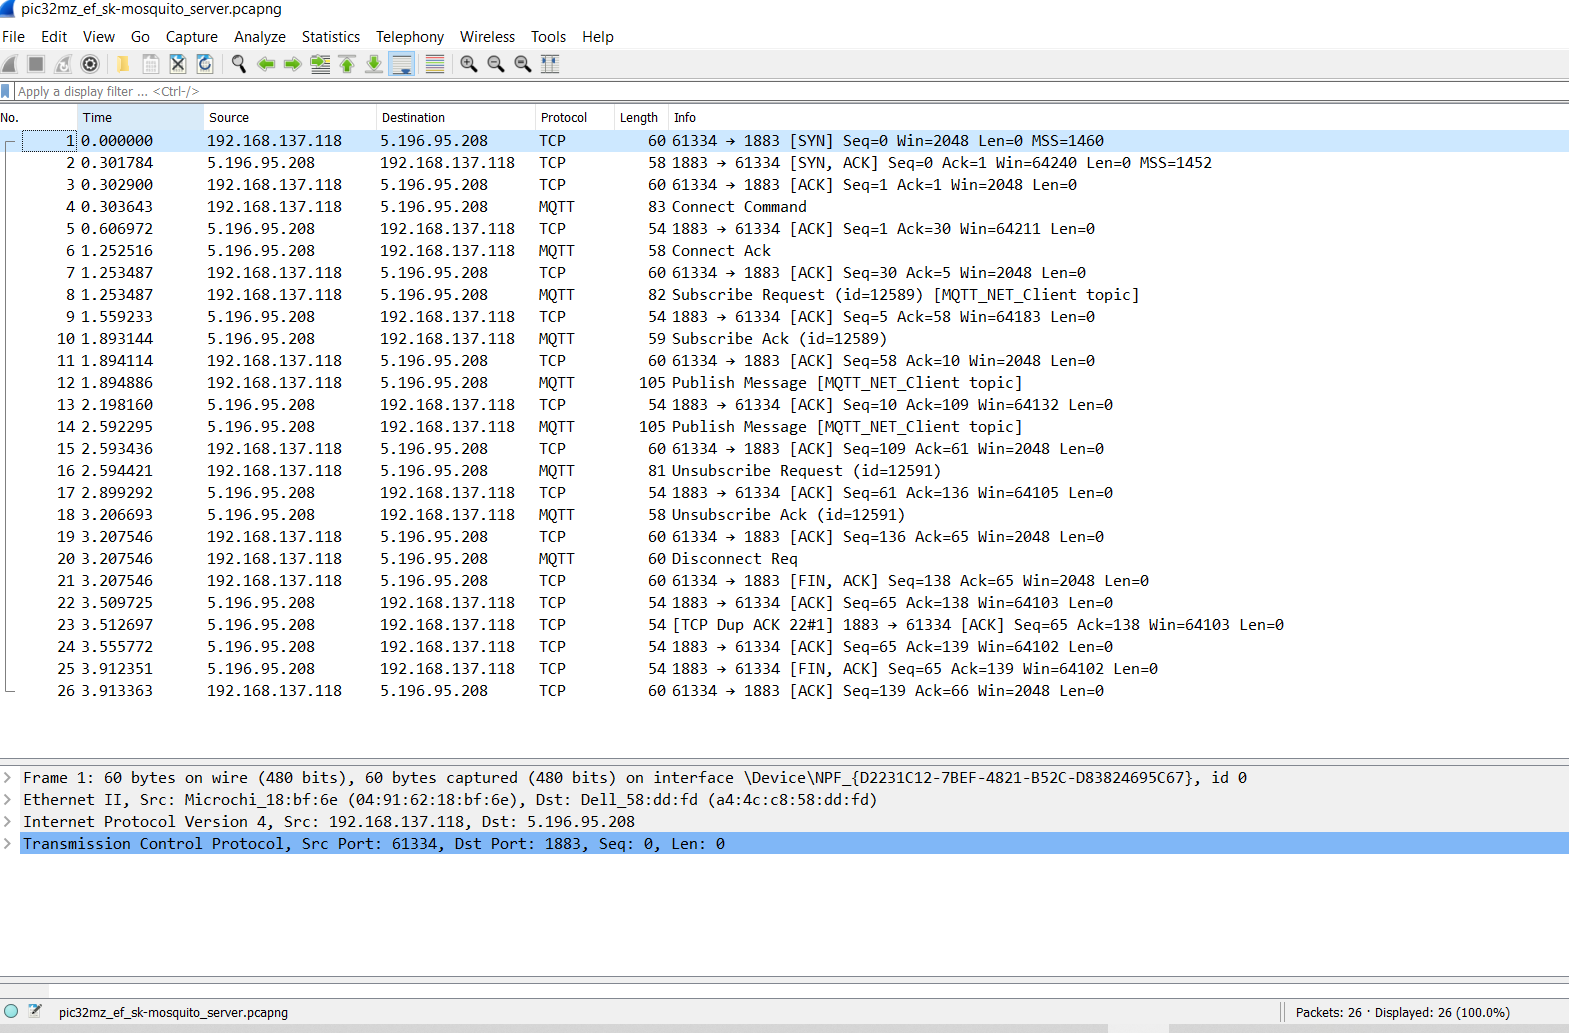 pic32mz_ef_sk-mosquito_server.pcapng
File Edit View Go Capture Analyze Statistics Telephony Wireless Tools Help
Apply a display filter ... <Ctrl-/>
No. Time Source Destination Protocol Length Info
1 0.000000 192.168.137.118 5.196.95.208 TCP 60 61334 → 1883 [SYN] Seq=0 Win=2048 Len=0 MSS=1460
2 0.301784 5.196.95.208 192.168.137.118 TCP 58 1883 → 61334 [SYN, ACK] Seq=0 Ack=1 Win=64240 Len=0 MSS=1452
3 0.302900 192.168.137.118 5.196.95.208 TCP 60 61334 → 1883 [ACK] Seq=1 Ack=1 Win=2048 Len=0
4 0.303643 192.168.137.118 5.196.95.208 MQTT 83 Connect Command
5 0.606972 5.196.95.208 192.168.137.118 TCP 54 1883 → 61334 [ACK] Seq=1 Ack=30 Win=64211 Len=0
6 1.252516 5.196.95.208 192.168.137.118 MQTT 58 Connect Ack
7 1.253487 192.168.137.118 5.196.95.208 TCP 60 61334 → 1883 [ACK] Seq=30 Ack=5 Win=2048 Len=0
8 1.253487 192.168.137.118 5.196.95.208 MQTT 82 Subscribe Request (id=12589) [MQTT_NET_Client topic]
9 1.559233 5.196.95.208 192.168.137.118 TCP 54 1883 → 61334 [ACK] Seq=5 Ack=58 Win=64183 Len=0
10 1.893144 5.196.95.208 192.168.137.118 MQTT 59 Subscribe Ack (id=12589)
11 1.894114 192.168.137.118 5.196.95.208 TCP 60 61334 → 1883 [ACK] Seq=58 Ack=10 Win=2048 Len=0
12 1.894886 192.168.137.118 5.196.95.208 MQTT 105 Publish Message [MQTT_NET_Client topic]
13 2.198160 5.196.95.208 192.168.137.118 TCP 54 1883 → 61334 [ACK] Seq=10 Ack=109 Win=64132 Len=0
14 2.592295 5.196.95.208 192.168.137.118 MQTT 105 Publish Message [MQTT_NET_Client topic]
15 2.593436 192.168.137.118 5.196.95.208 TCP 60 61334 → 1883 [ACK] Seq=109 Ack=61 Win=2048 Len=0
16 2.594421 192.168.137.118 5.196.95.208 MQTT 81 Unsubscribe Request (id=12591)
17 2.899292 5.196.95.208 192.168.137.118 TCP 54 1883 → 61334 [ACK] Seq=61 Ack=136 Win=64105 Len=0
18 3.206693 5.196.95.208 192.168.137.118 MQTT 58 Unsubscribe Ack (id=12591)
19 3.207546 192.168.137.118 5.196.95.208 TCP 60 61334 → 1883 [ACK] Seq=136 Ack=65 Win=2048 Len=0
20 3.207546 192.168.137.118 5.196.95.208 MQTT 60 Disconnect Req
21 3.207546 192.168.137.118 5.196.95.208 TCP 60 61334 → 1883 [FIN, ACK] Seq=138 Ack=65 Win=2048 Len=0
22 3.509725 5.196.95.208 192.168.137.118 TCP 54 1883 → 61334 [ACK] Seq=65 Ack=138 Win=64103 Len=0
23 3.512697 5.196.95.208 192.168.137.118 TCP 54 [TCP Dup ACK 22#1] 1883 → 61334 [ACK] Seq=65 Ack=138 Win=64103 Len=0
24 3.555772 5.196.95.208 192.168.137.118 TCP 54 1883 → 61334 [ACK] Seq=65 Ack=139 Win=64102 Len=0
25 3.912351 5.196.95.208 192.168.137.118 TCP 54 1883 → 61334 [FIN, ACK] Seq=65 Ack=139 Win=64102 Len=0
26 3.913363 192.168.137.118 5.196.95.208 TCP 60 61334 → 1883 [ACK] Seq=139 Ack=66 Win=2048 Len=0
Frame 1: 60 bytes on wire (480 bits), 60 bytes captured (480 bits) on interface \Device\NPF_{D2231C12-7BEF-4821-B52C-D83824695C67}, id 0
Ethernet II, Src: Microchi_18:bf:6e (04:91:62:18:bf:6e), Dst: Dell_58:dd:fd (a4:4c:c8:58:dd:fd)
Internet Protocol Version 4, Src: 192.168.137.118, Dst: 5.196.95.208
Transmission Control Protocol, Src Port: 61334, Dst Port: 1883, Seq: 0, Len: 0
pic32mz_ef_sk-mosquito_server.pcapng Packets: 26 · Displayed: 26 (100.0%)